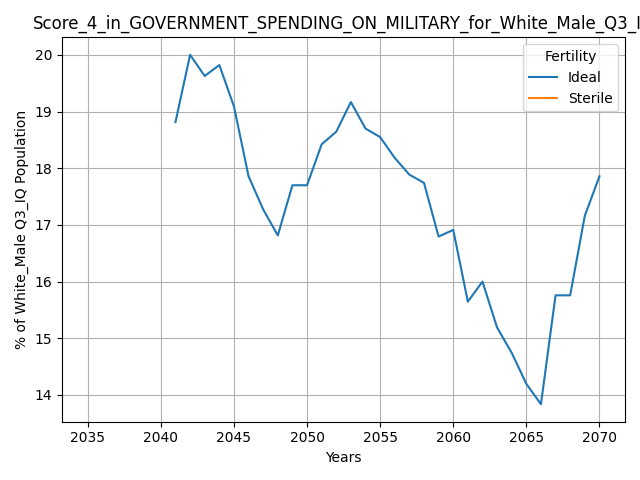 Score_4_in_GOVERNMENT_SPENDING_ON_MILITARY_for_White_Male_Q3_I
Fertility
Ideal
Sterile
20
19
18
17
16
15
14
% of White_Male Q3_IQ Population
2035 2040 2045 2050 2055 2060 2065 2070
Years